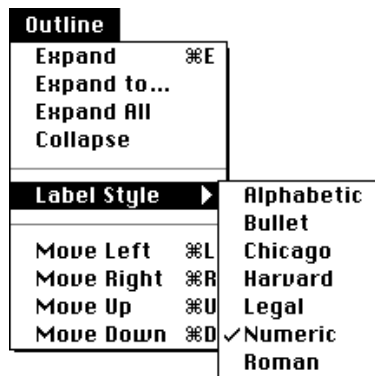 Outline
Expand ⌘E
Expand to...
Expand All
Collapse
Label Style ▶
Move Left ⌘L
Move Right ⌘R
Move Up ⌘U
Move Down ⌘D
Alphabetic
Bullet
Chicago
Harvard
Legal
✓Numeric
Roman